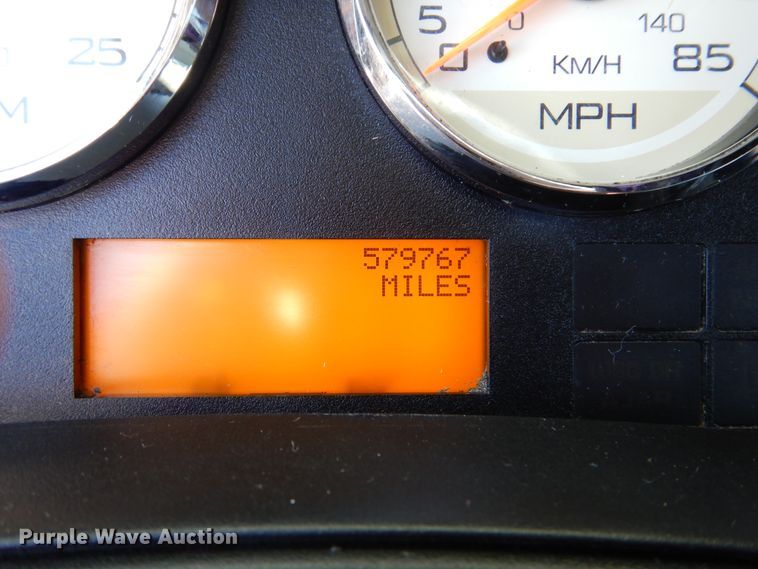 25
M
5
0
0
140
85
KM/H
MPH
579767
MILES
Purple Wave Auction